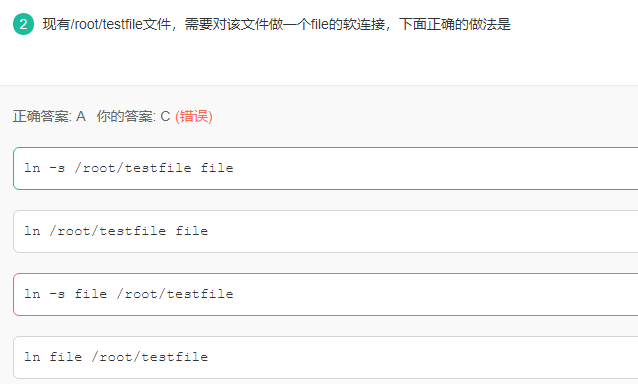 2 现有/root/testfile文件，需要对该文件做一个file的软连接，下面正确的做法是
正确答案: A 你的答案: C (错误)
ln -s /root/testfile file
ln /root/testfile file
ln -s file /root/testfile
ln file /root/testfile